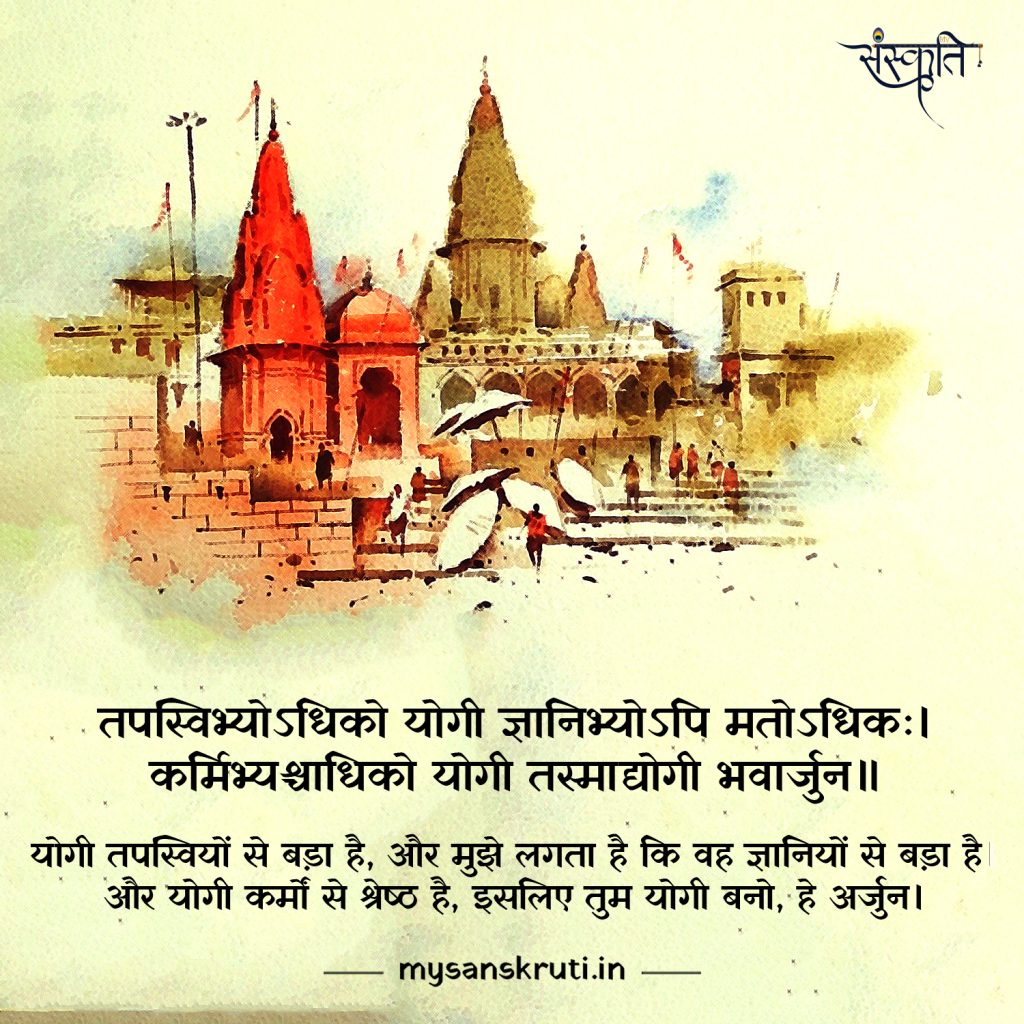 संस्कृति
तपस्विभ्योऽधिको योगी ज्ञानिभ्योऽपि मतोऽधिकः।
कर्मिभ्यश्चाधिको योगी तस्माद्योगी भवार्जुन॥
योगी तपस्वियों से बड़ा है, और मुझे लगता है कि वह ज्ञानियों से बड़ा है।
और योगी कर्मों से श्रेष्ठ है, इसलिए तुम योगी बनो, हे अर्जुन।
mysanskruti.in